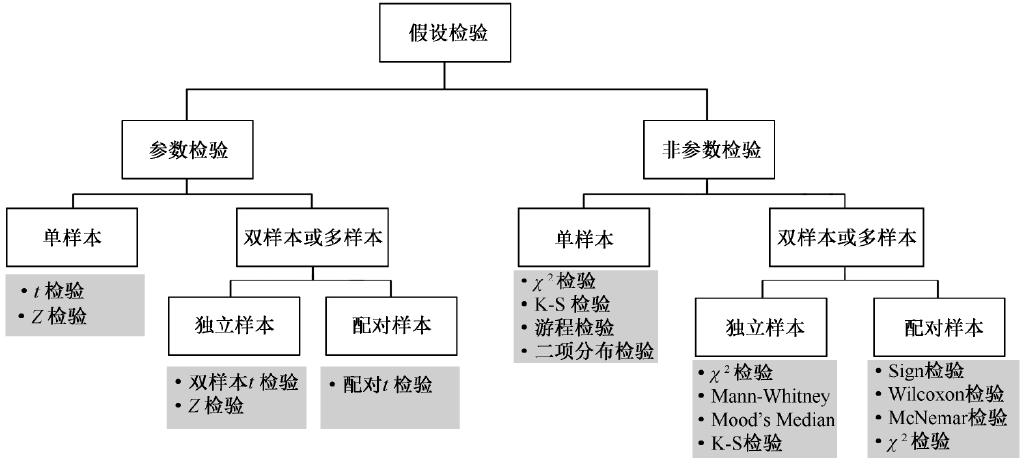 假设检验
参数检验
非参数检验
单样本
双样本或多样本
单样本
双样本或多样本
• t 检验
• Z 检验
• χ² 检验
• K-S 检验
• 游程检验
• 二项分布检验
独立样本
配对样本
独立样本
配对样本
• 双样本t 检验
• Z 检验
• 配对t 检验
• χ² 检验
• Mann-Whitney
• Mood's Median
• K-S检验
• Sign检验
• Wilcoxon检验
• McNemar检验
• χ² 检验